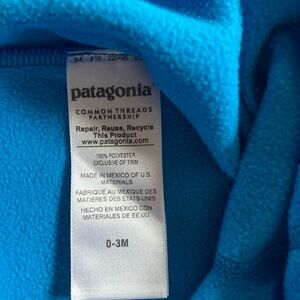 patagonia
COMMON THREADS
PARTNERSHIP
Repair, Reuse, Recycle
This Product
www.patagonia.com
100% POLYESTER
EXCLUSIVE OF TRIM
MADE IN MEXICO OF U.S.
MATERIALS
FABRIQUÉ AU MEXIQUE DES
MATIÈRES DES ETATS-UNIS
HECHO EN MEXICO CON
MATERIALES DE EE.UU.
0-3M